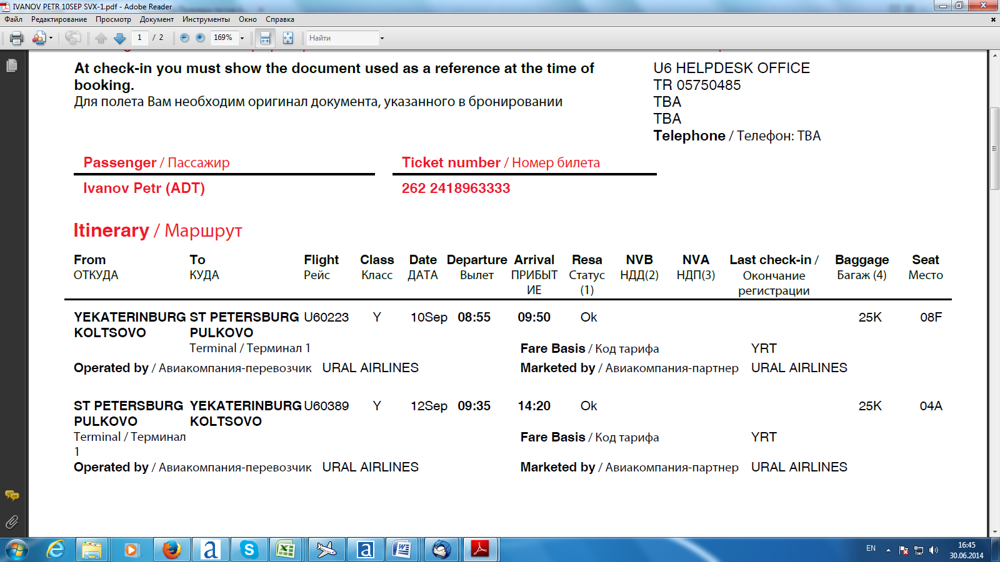 IVANOV PETR 10SEP SVX-1.pdf - Adobe Reader
Файл Редактирование Просмотр Документ Инструменты Окно Справка
1 / 2 169% Найти
At check-in you must show the document used as a reference at the time of
booking.
Для полета Вам необходим оригинал документа, указанного в бронировании
U6 HELPDESK OFFICE
TR 05750485
TBA
TBA
Telephone / Телефон: TBA
Passenger / Пассажир
Ivanov Petr (ADT)
Ticket number / Номер билета
262 2418963333
Itinerary / Маршрут
From To Flight Class Date Departure Arrival Resa NVB NVA Last check-in / Baggage Seat
ОТКУДА КУДА Рейс Класс ДАТА Вылет ПРИБЫТ Статус НДД(2) НДП(3) Окончание Багаж (4) Место
ИЕ (1) регистрации
YEKATERINBURG ST PETERSBURG U60223 Y 10Sep 08:55 09:50 Ok 25K 08F
KOLTSOVO PULKOVO
Terminal / Терминал 1 Fare Basis / Код тарифа YRT
Operated by / Авиакомпания-перевозчик URAL AIRLINES Marketed by / Авиакомпания-партнер URAL AIRLINES
ST PETERSBURG YEKATERINBURG U60389 Y 12Sep 09:35 14:20 Ok 25K 04A
PULKOVO KOLTSOVO
Terminal / Терминал Fare Basis / Код тарифа YRT
1
Operated by / Авиакомпания-перевозчик URAL AIRLINES Marketed by / Авиакомпания-партнер URAL AIRLINES
EN 16:45
30.06.2014